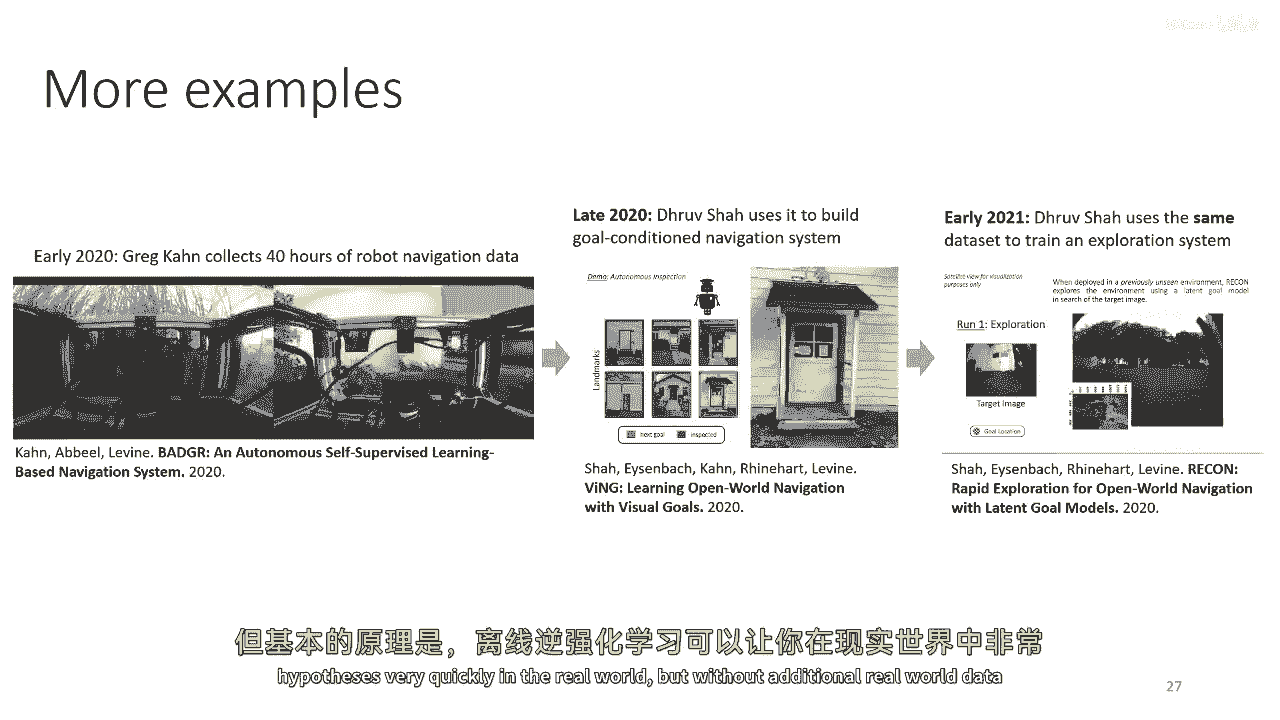 More examples
Early 2020: Greg Kahn collects 40 hours of robot navigation data
Kahn, Abbeel, Levine. BADGR: An Autonomous Self-Supervised Learning-
Based Navigation System. 2020.
Late 2020: Dhruv Shah uses it to build
goal-conditioned navigation system
Demo: Autonomous Inspection
Landmarks
next goal
inspected
Shah, Eysenbach, Kahn, Rhinehart, Levine.
ViNG: Learning Open-World Navigation
with Visual Goals. 2020.
Early 2021: Dhruv Shah uses the same
dataset to train an exploration system
Satellite view for visualization
purposes only
When deployed in a previously unseen environment, RECON
explores the environment using a latent goal model
in search of the target image.
Run 1: Exploration
Target Image
Goal Location
Shah, Eysenbach, Rhinehart, Levine. RECON:
Rapid Exploration for Open-World Navigation
with Latent Goal Models. 2020.
但基本的原理是，离线逆强化学习可以让你在现实世界中非常
hypotheses very quickly in the real world, but without additional real world data
27